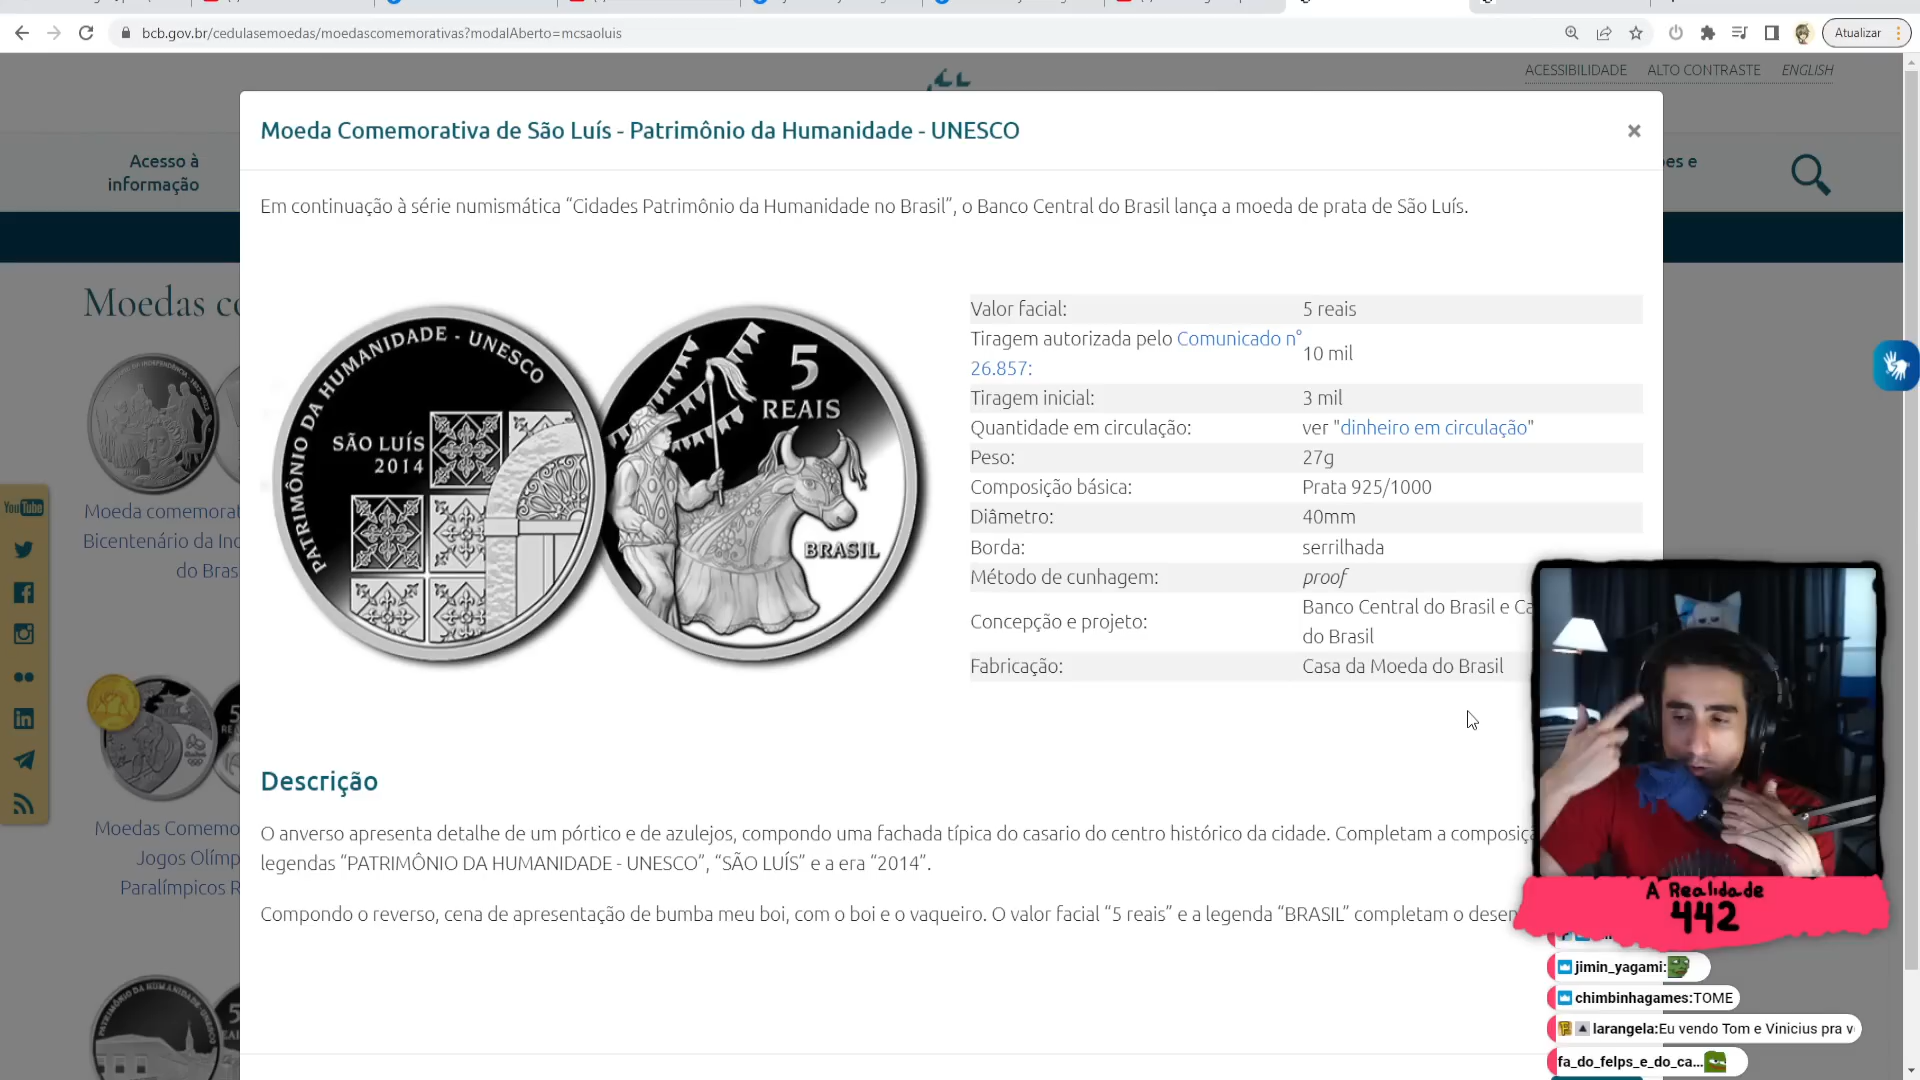 bcb.gov.br/cedulasemoedas/moedascomemorativas?modalAberto=mcsaoluis
Atualizar
ACESSIBILIDADE ALTO CONTRASTE ENGLISH
Moeda Comemorativa de São Luís - Patrimônio da Humanidade - UNESCO
×
Acesso à
informação
es e
Em continuação à série numismática “Cidades Patrimônio da Humanidade no Brasil”, o Banco Central do Brasil lança a moeda de prata de São Luís.
Moedas co
PATRIMÔNIO DA HUMANIDADE - UNESCO
SÃO LUÍS
2014
5
REAIS
BRASIL
Valor facial: 5 reais
Tiragem autorizada pelo Comunicado n°
26.857: 10 mil
Tiragem inicial: 3 mil
Quantidade em circulação: ver "dinheiro em circulação"
Peso: 27g
Composição básica: Prata 925/1000
Diâmetro: 40mm
Borda: serrilhada
Método de cunhagem: proof
Concepção e projeto: Banco Central do Brasil e Ca
do Brasil
Fabricação: Casa da Moeda do Brasil
YouTube
Moeda comemorat
Bicentenário da Ind
do Bras
Moedas Comemo
Jogos Olímp
Paralímpicos R
Descrição
O anverso apresenta detalhe de um pórtico e de azulejos, compondo uma fachada típica do casario do centro histórico da cidade. Completam a composiçã
legendas “PATRIMÔNIO DA HUMANIDADE - UNESCO”, “SÃO LUÍS” e a era “2014”.
Compondo o reverso, cena de apresentação de bumba meu boi, com o boi e o vaqueiro. O valor facial “5 reais” e a legenda “BRASIL” completam o desen
A Realidade
442
jimin_yagami:
chimbinhagames:TOME
larangela:Eu vendo Tom e Vinicius pra v
fa_do_felps_e_do_ca...